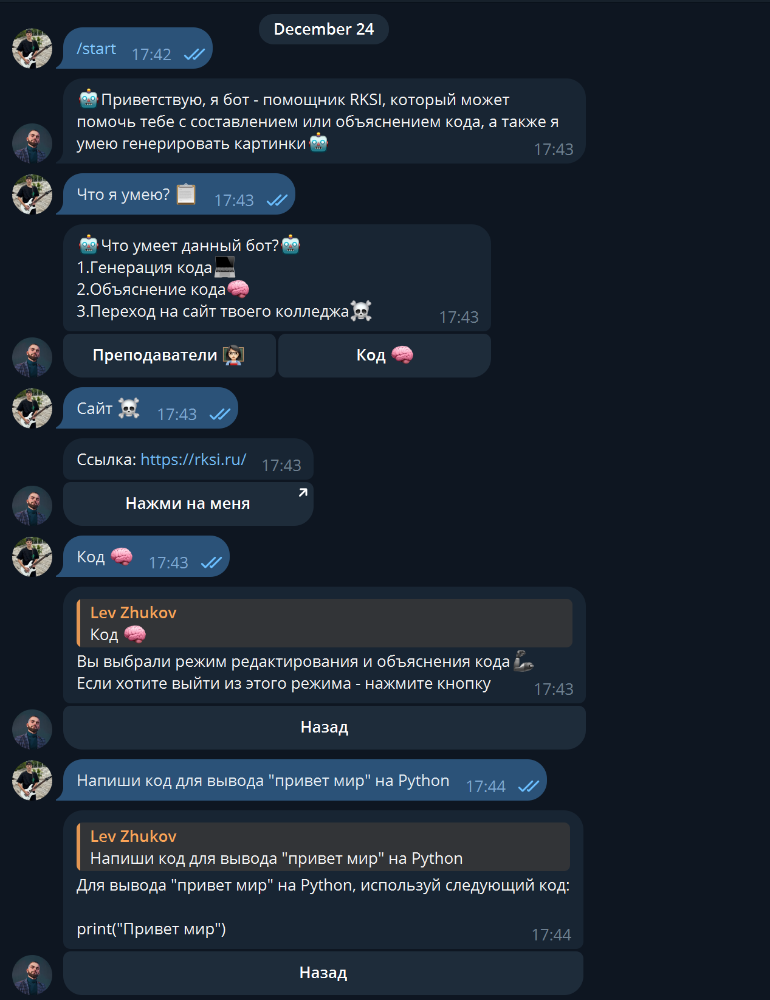 December 24
/start 17:42
🤖Приветствую, я бот - помощник RKSI, который может
помочь тебе с составлением или объяснением кода, а также я
умею генерировать картинки🤖 17:43
Что я умею? 📋 17:43
🤖Что умеет данный бот?🤖
1.Генерация кода💻
2.Объяснение кода🧠
3.Переход на сайт твоего колледжа☠️ 17:43
Преподаватели 👩🏻‍🏫 Код 🧠
Сайт ☠️ 17:43
Ссылка: https://rksi.ru/ 17:43
Нажми на меня
Код 🧠 17:43
Lev Zhukov
Код 🧠
Вы выбрали режим редактирования и объяснения кода🦾
Если хотите выйти из этого режима - нажмите кнопку 17:43
Назад
Напиши код для вывода "привет мир" на Python 17:44
Lev Zhukov
Напиши код для вывода "привет мир" на Python
Для вывода "привет мир" на Python, используй следующий код:
print("Привет мир") 17:44
Назад